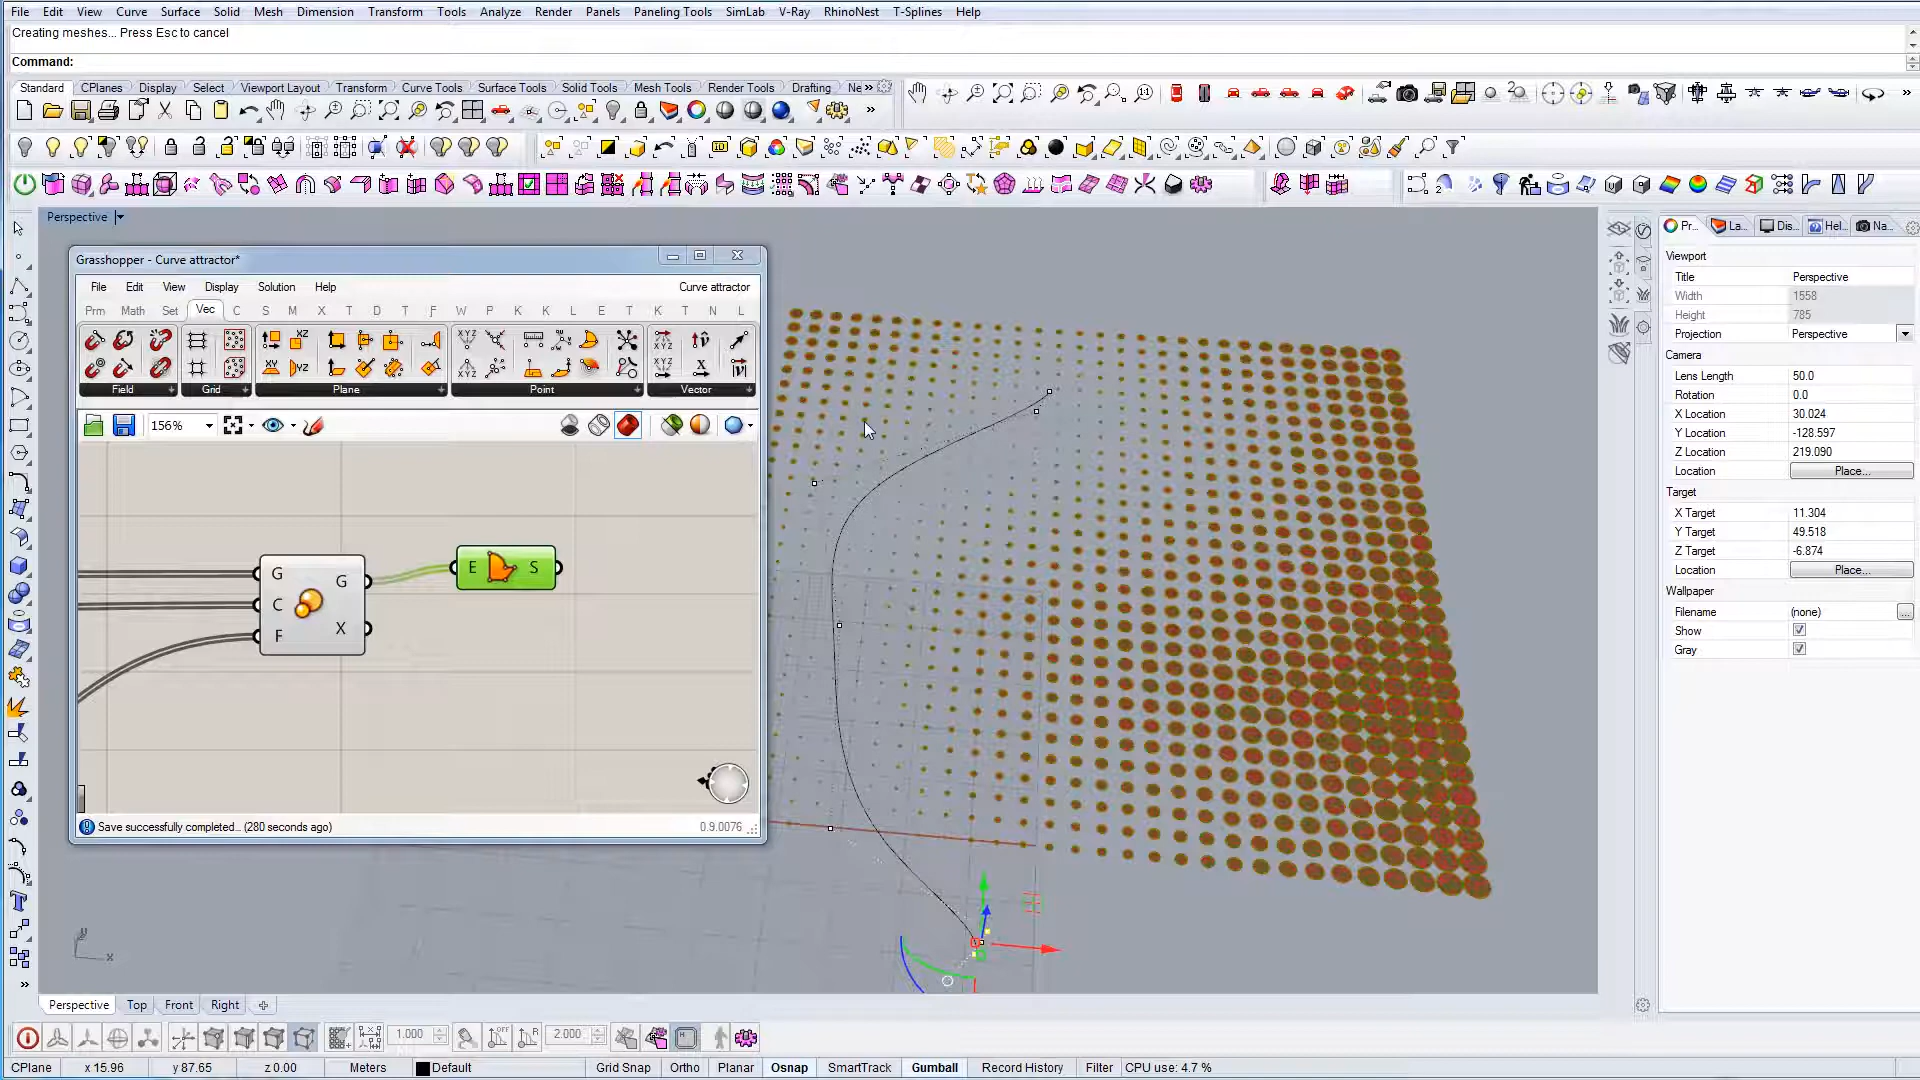 File Edit View Curve Surface Solid Mesh Dimension Transform Tools Analyze Render Panels Paneling Tools SimLab V-Ray RhinoNest T-Splines Help
Creating meshes... Press Esc to cancel
Command:
Standard CPlanes Display Select Viewport Layout Transform Curve Tools Surface Tools Solid Tools Mesh Tools Render Tools Drafting Ne
Perspective
Grasshopper - Curve attractor*
File Edit View Display Solution Help Curve attractor
Prm Math Set Vec C S M X T D T F W P K K L E T K T N L
Field Grid Plane Point Vector
156%
G G
C
F X
E S
Save successfully completed... (280 seconds ago) 0.9.0076
Pr... La... Dis... Hel... Na...
Viewport
Title Perspective
Width 1558
Height 785
Projection Perspective
Camera
Lens Length 50.0
Rotation 0.0
X Location 30.024
Y Location -128.597
Z Location 219.090
Location Place...
Target
X Target 11.304
Y Target 49.518
Z Target -6.874
Location Place...
Wallpaper
Filename (none) ...
Show
Gray
y
x
Perspective Top Front Right
1.000 2.000
CPlane x 15.96 y 87.65 z 0.00 Meters Default Grid Snap Ortho Planar Osnap SmartTrack Gumball Record History Filter CPU use: 4.7 %